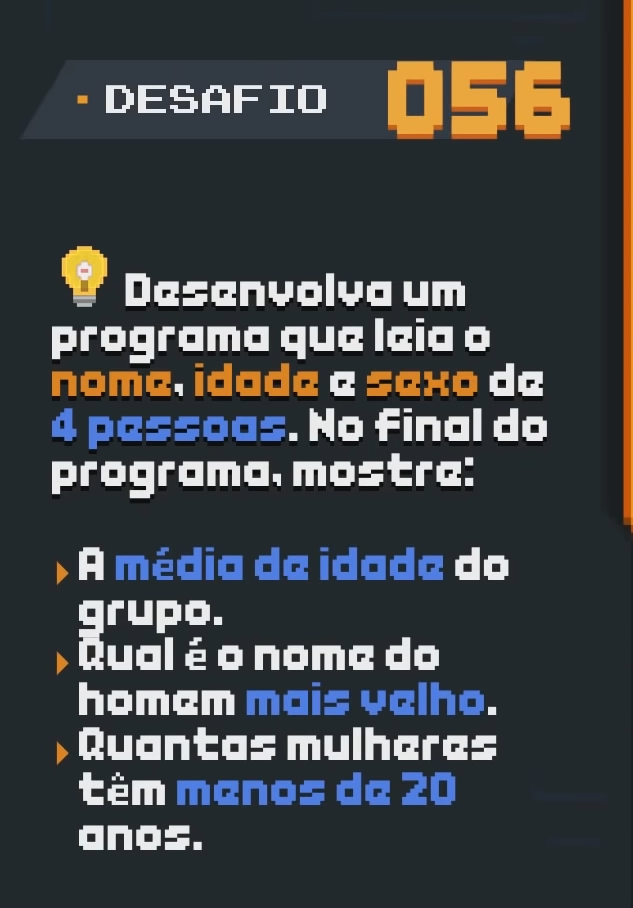 DESAFIO 056
Desenvolva um
programa que leia o
nome, idade e sexo de
4 pessoas. No final do
programa, mostre:
A média de idade do
grupo.
Qual é o nome do
homem mais velho.
Quantas mulheres
têm menos de 20
anos.